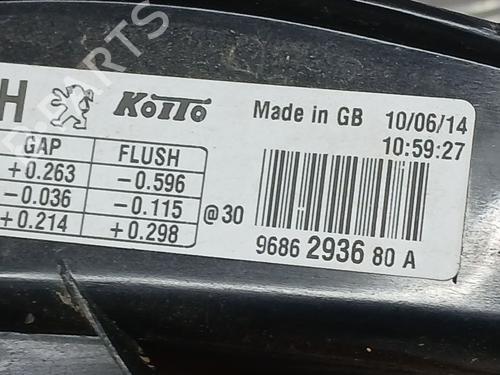 H KOITO Made in GB 10/06/14
10:59:27
GAP FLUSH
+0.263 -0.596
-0.036 -0.115
+0.214 +0.298
@30
9686 2936 80 A
PARTS